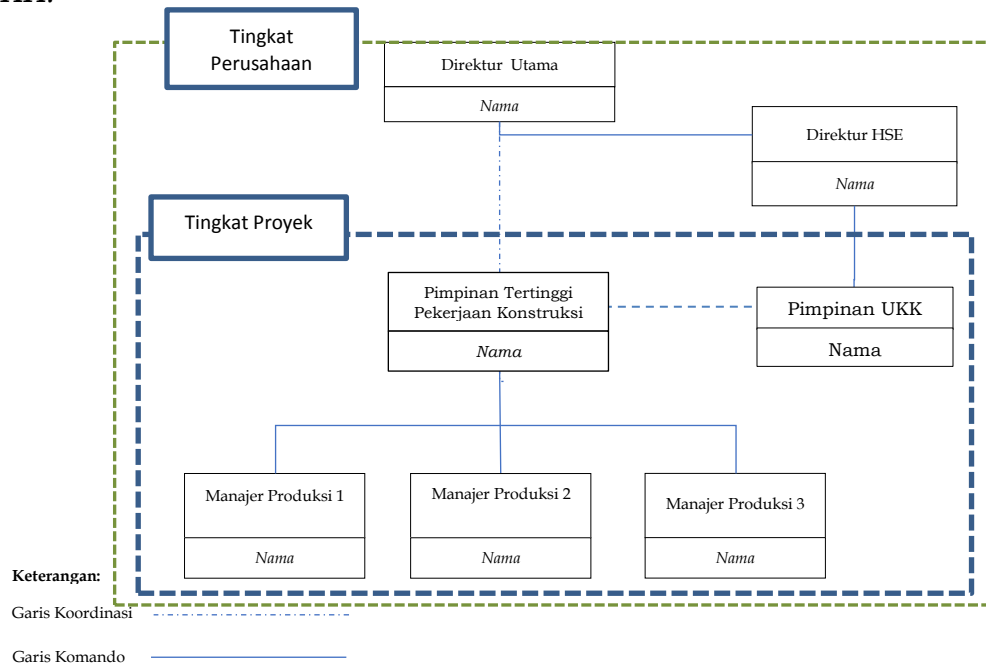 Tingkat
Perusahaan
Direktur Utama
Nama
Direktur HSE
Nama
Tingkat Proyek
Pimpinan Tertinggi
Pekerjaan Konstruksi
Nama
Pimpinan UKK
Nama
Manajer Produksi 1
Nama
Manajer Produksi 2
Nama
Manajer Produksi 3
Nama
Keterangan:
Garis Koordinasi
Garis Komando